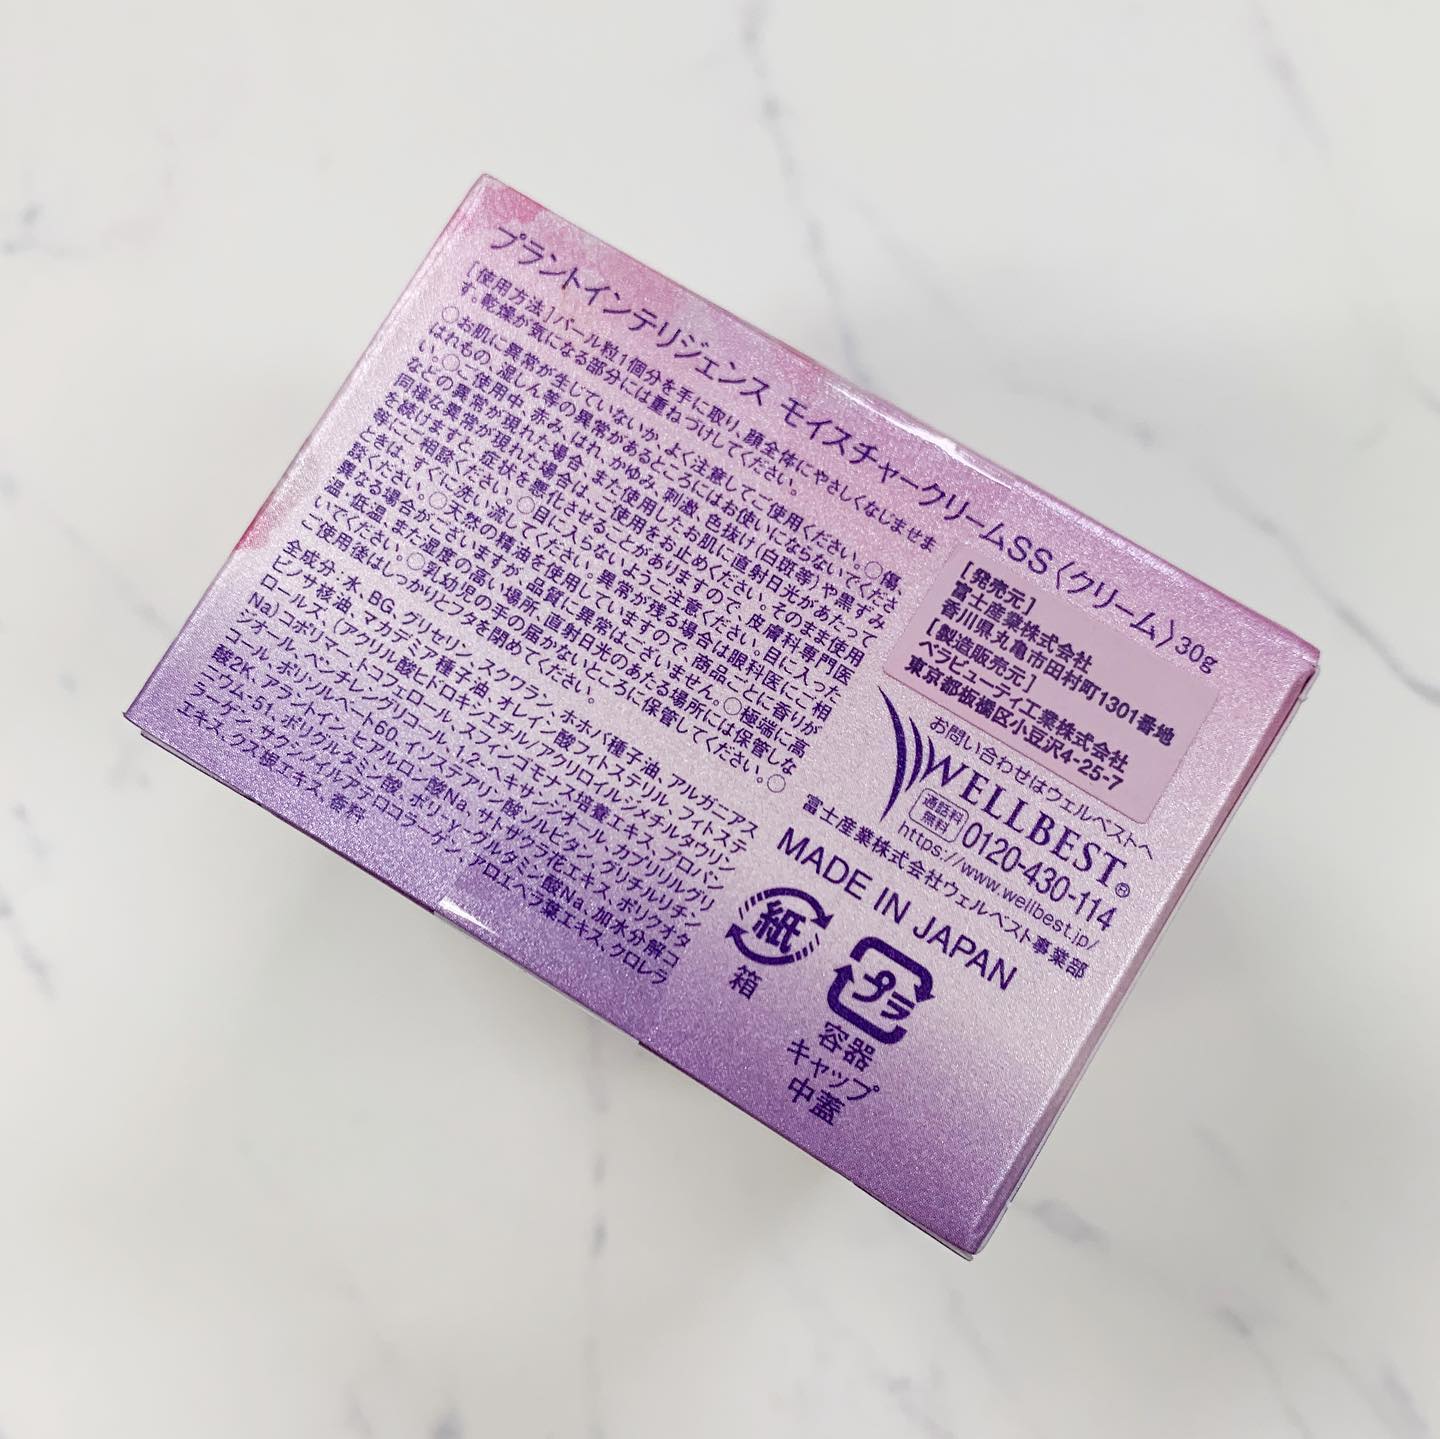 プラントインテリジェンス モイスチャークリームSS〈クリーム〉30g
[使用方法]パール粒1個分を手に取り、顔全体にやさしくなじませま
す。乾燥が気になる部分には重ねづけしてください。
○お肌に異常が生じていないか、よく注意してご使用ください。○傷、
はれもの、湿しん等の異常があるところにはお使いにならないでくださ
い。○ご使用中、赤み、はれ、かゆみ、刺激、色抜け(白斑等)や黒ずみ
などの異常が現れた場合、また使用したお肌に直射日光があたって
同様な異常が現れた場合は、ご使用をお止めください。そのまま使用
を続けますと、症状を悪化させることがありますので、皮膚科専門医
等にご相談ください。○目に入らないようご注意ください。目に入った
ときは、すぐに洗い流してください。異常が残る場合は眼科医にご相
談ください。○天然の精油を使用していますので、商品ごとに香りが
異なる場合がございますが、品質に異常はございません。○極端に高
温、低温、また湿度の高い場所、直射日光のあたる場所には保管しな
いでください。○乳幼児の手の届かないところに保管してください。○
ご使用後はしっかりとフタを閉めてください。
全成分：水、BG、グリセリン、スクワラン、ホホバ種子油、アルガニアス
ピノサ核油、マカデミア種子油、オレイン酸フィトステリル、フィトステ
ロールズ、(アクリル酸ヒドロキシエチル/アクリロイルジメチルタウリン
Na)コポリマー、トコフェロール、スフィンゴモナス培養エキス、プロパン
ジオール、ペンチレングリコール、1,2-ヘキサンジオール、カプリリルグリ
コール、ポリソルベート60、イソステアリン酸ソルビタン、グリチルリチン
酸2K、アラントイン、ヒアルロン酸Na、サトザクラ花エキス、ポリクオタ
ニウム-51、ポリグルタミン酸、ポリ-γ-グルタミン酸Na、加水分解コ
ラーゲン、サクシノイルアテロコラーゲン、アロエベラ葉エキス、クロレラ
エキス、クズ根エキス、香料
[発売元]
富士産業株式会社
香川県丸亀市田村町1301番地
[製造販売元]
ベラビューティ工業株式会社
東京都板橋区小豆沢4-25-7
お問い合わせはウェルベストへ
WELLBEST®
通話料
無料
0120-430-114
https://www.wellbest.jp/
富士産業株式会社ウェルベスト事業部
MADE IN JAPAN
紙
箱
プラ
容器
キャップ
中蓋